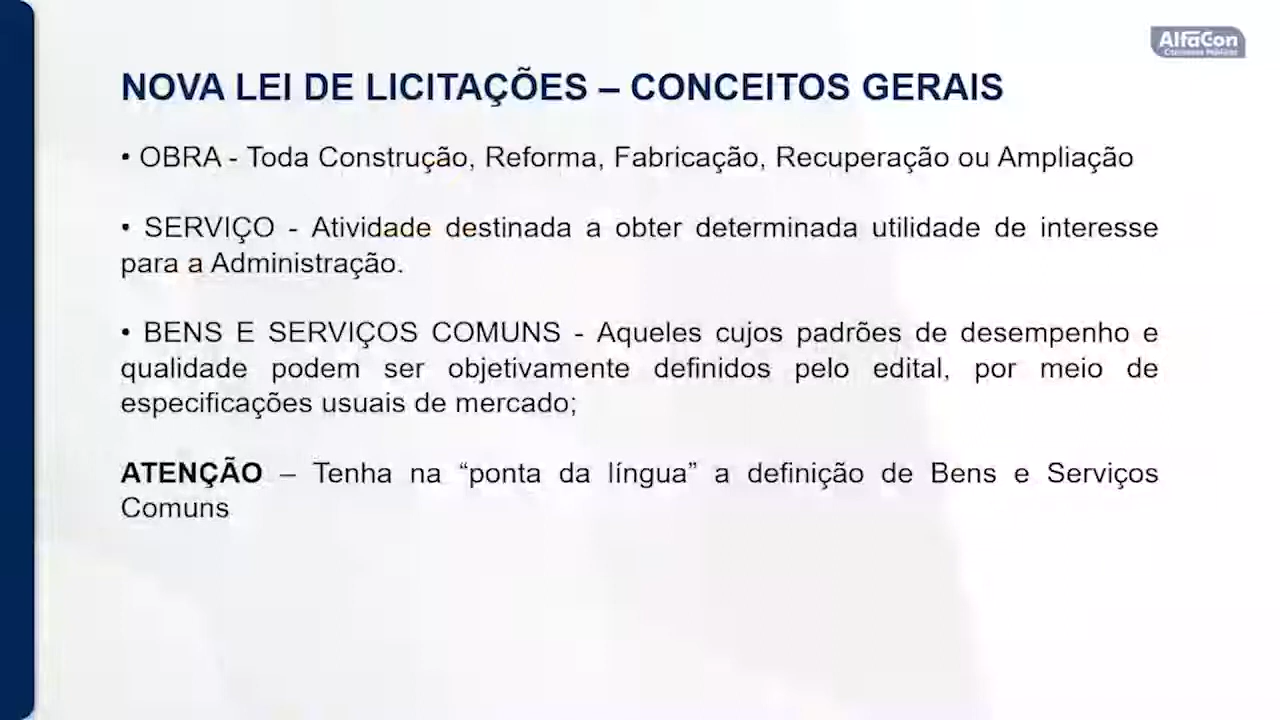 AlfaCon
Concursos Públicos
NOVA LEI DE LICITAÇÕES – CONCEITOS GERAIS
• OBRA - Toda Construção, Reforma, Fabricação, Recuperação ou Ampliação
• SERVIÇO - Atividade destinada a obter determinada utilidade de interesse
para a Administração.
• BENS E SERVIÇOS COMUNS - Aqueles cujos padrões de desempenho e
qualidade podem ser objetivamente definidos pelo edital, por meio de
especificações usuais de mercado;
ATENÇÃO – Tenha na “ponta da língua” a definição de Bens e Serviços
Comuns